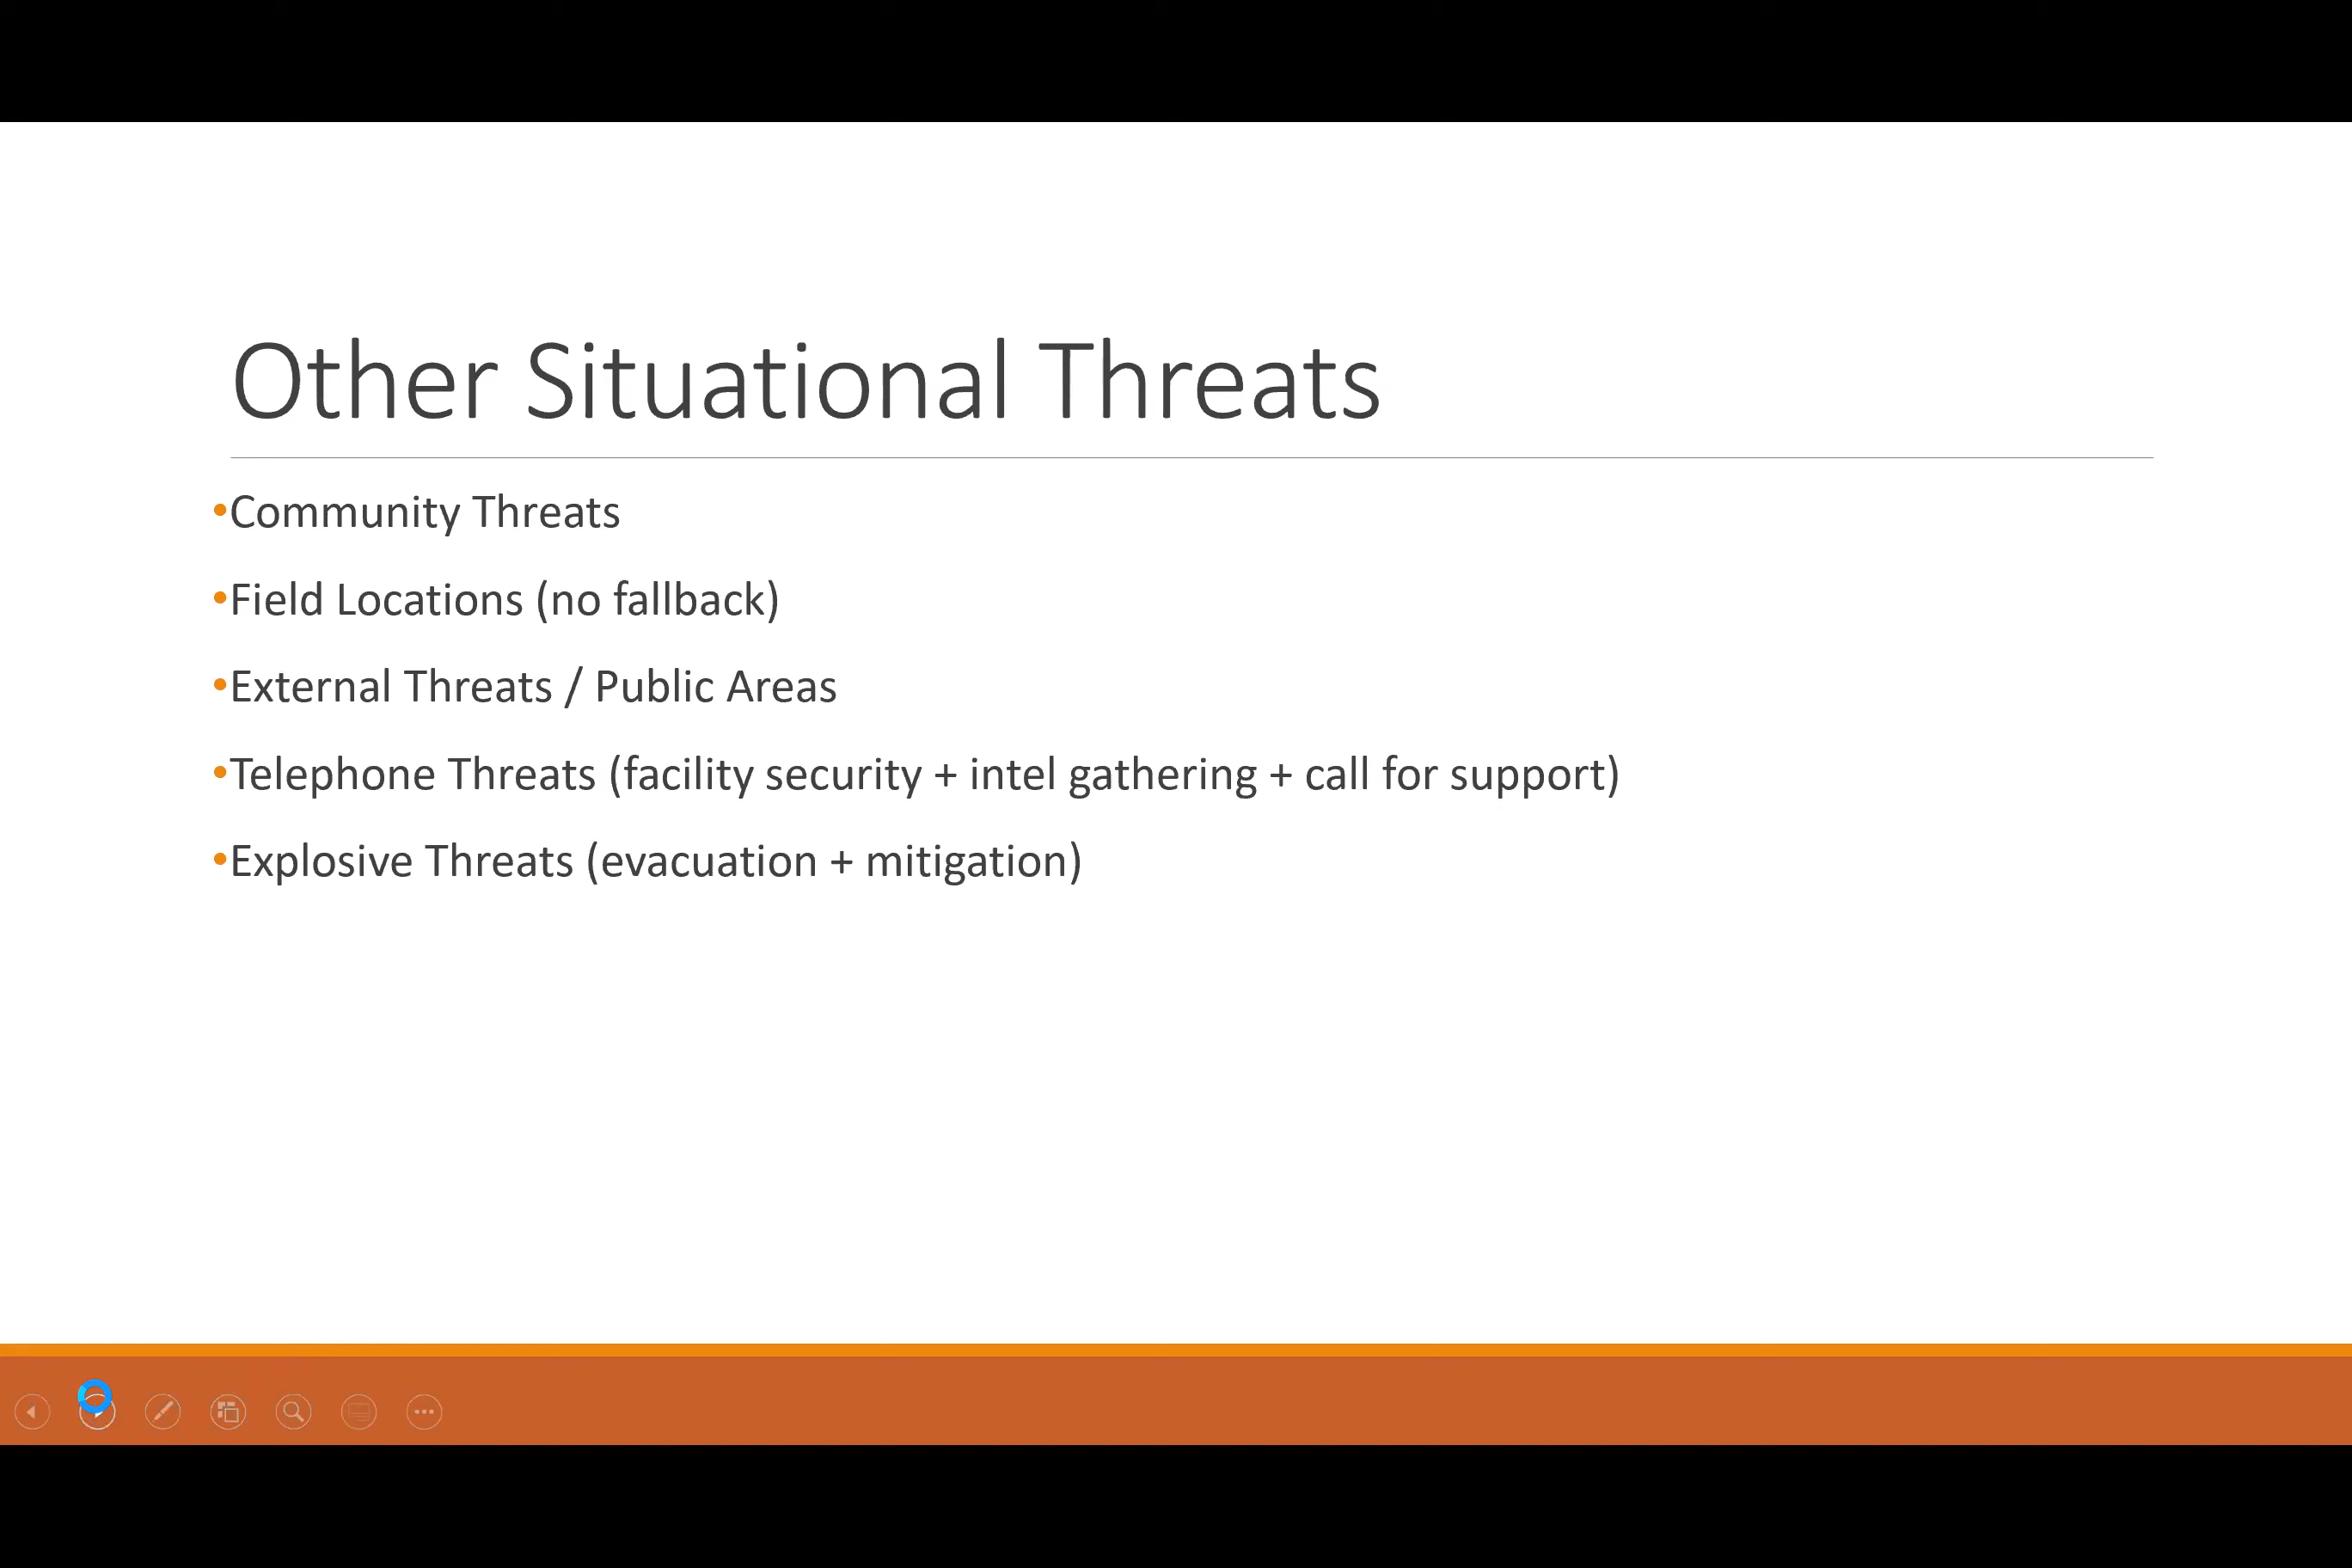 Other Situational Threats
•Community Threats
•Field Locations (no fallback)
•External Threats / Public Areas
•Telephone Threats (facility security + intel gathering + call for support)
•Explosive Threats (evacuation + mitigation)